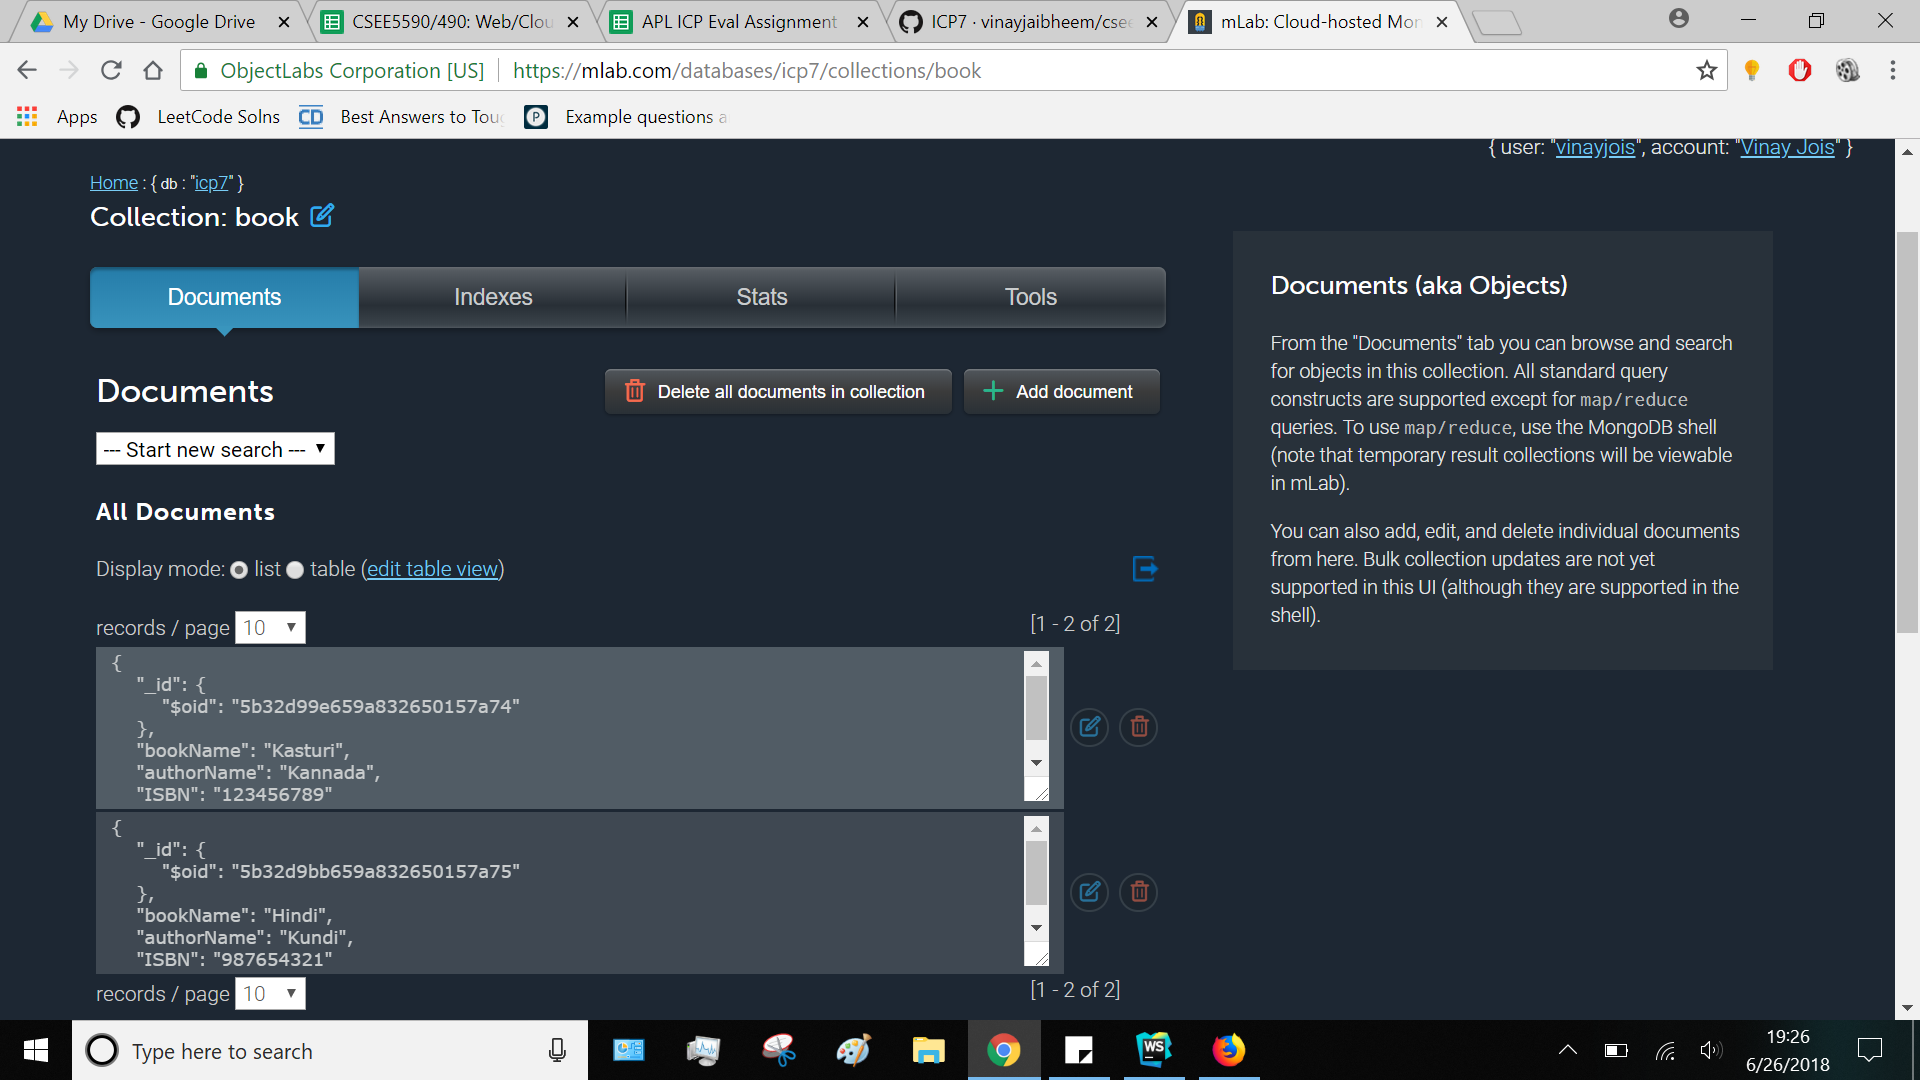 My Drive - Google Drive
CSEE5590/490: Web/Clou
APL ICP Eval Assignment
ICP7 · vinayjaibheem/csee
mLab: Cloud-hosted Mon
ObjectLabs Corporation [US]
https://mlab.com/databases/icp7/collections/book
Apps
LeetCode Solns
CD
Best Answers to Toug
P
Example questions a
{ user: "vinayjois", account: "Vinay Jois" }
Home : { db : "icp7" }
Collection: book
Documents
Indexes
Stats
Tools
Documents
Delete all documents in collection
Add document
--- Start new search ---
All Documents
Display mode: list table (edit table view)
records / page 10
[1 - 2 of 2]
{
"_id": {
"$oid": "5b32d99e659a832650157a74"
},
"bookName": "Kasturi",
"authorName": "Kannada",
"ISBN": "123456789"
{
"_id": {
"$oid": "5b32d9bb659a832650157a75"
},
"bookName": "Hindi",
"authorName": "Kundi",
"ISBN": "987654321"
records / page 10
[1 - 2 of 2]
Documents (aka Objects)
From the "Documents" tab you can browse and search
for objects in this collection. All standard query
constructs are supported except for map/reduce
queries. To use map/reduce, use the MongoDB shell
(note that temporary result collections will be viewable
in mLab).
You can also add, edit, and delete individual documents
from here. Bulk collection updates are not yet
supported in this UI (although they are supported in the
shell).
Type here to search
WS
19:26
6/26/2018